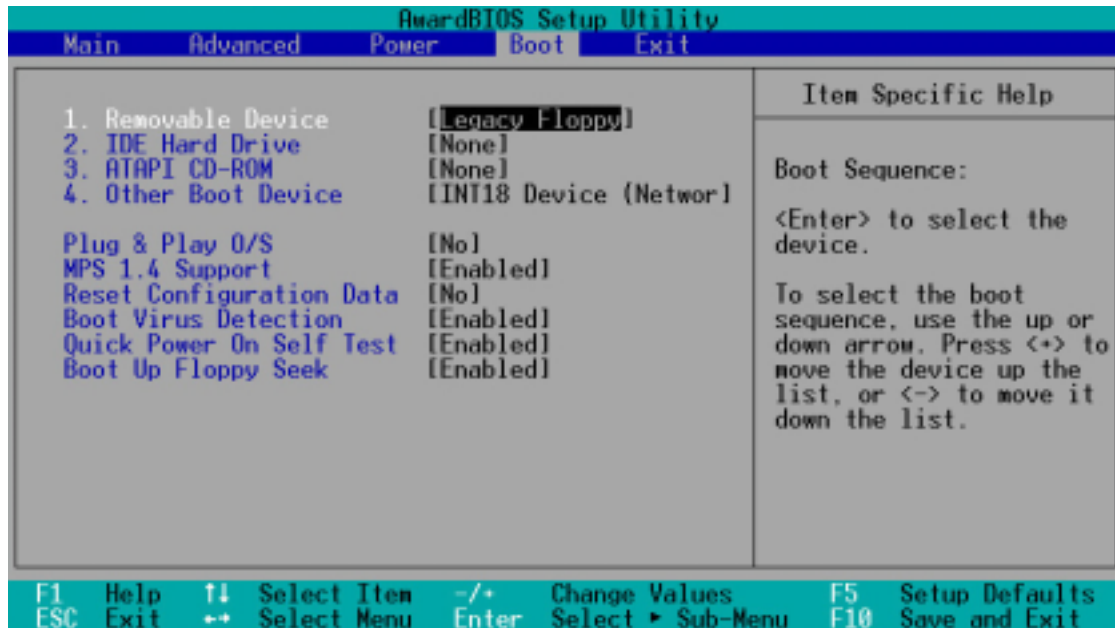 AwardBIOS Setup Utility
Main Advanced Power Boot Exit
1. Removable Device [Legacy Floppy]
2. IDE Hard Drive [None]
3. ATAPI CD-ROM [None]
4. Other Boot Device [INT18 Device (Networ]
Plug & Play O/S [No]
MPS 1.4 Support [Enabled]
Reset Configuration Data [No]
Boot Virus Detection [Enabled]
Quick Power On Self Test [Enabled]
Boot Up Floppy Seek [Enabled]
Item Specific Help
Boot Sequence:
<Enter> to select the
device.
To select the boot
sequence, use the up or
down arrow. Press <+> to
move the device up the
list, or <-> to move it
down the list.
F1 Help ↑↓ Select Item -/+ Change Values F5 Setup Defaults
ESC Exit ←→ Select Menu Enter Select ► Sub-Menu F10 Save and Exit